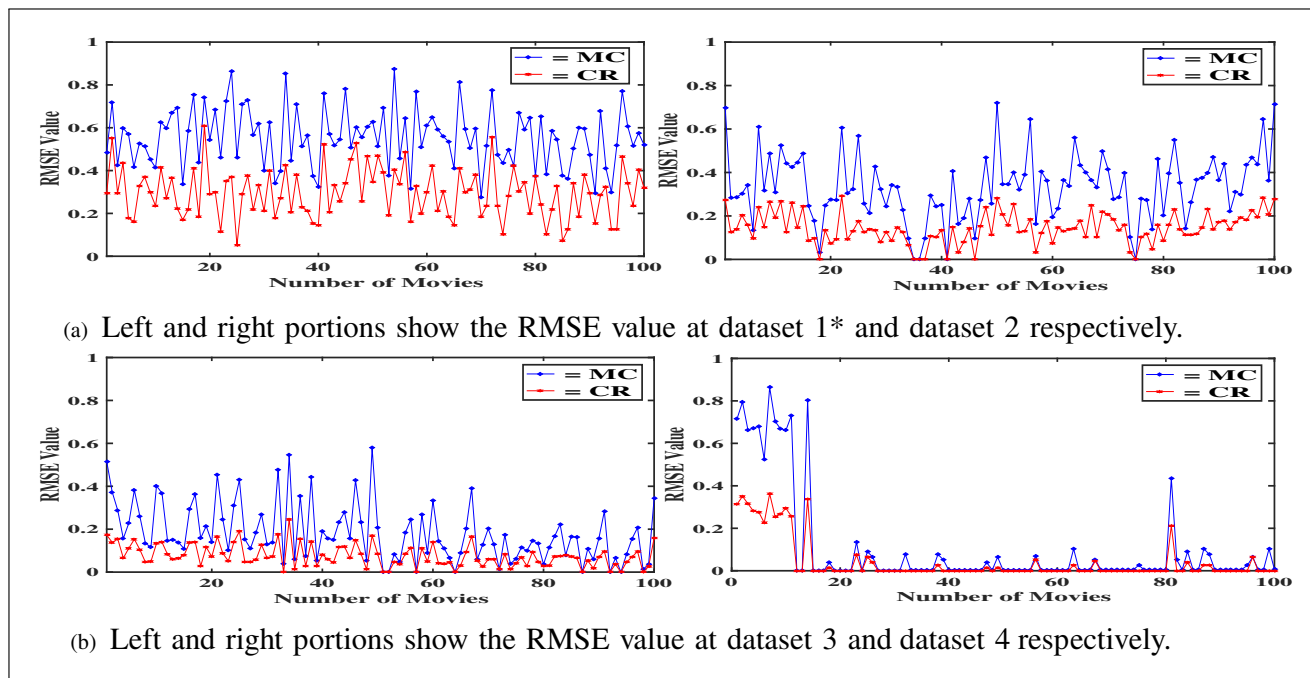 1
0.8
0.6
0.4
0.2
0
RMSE Value
= MC
= CR
20 40 60 80 100
Number of Movies
1
0.8
0.6
0.4
0.2
0
RMSE Value
= MC
= CR
20 40 60 80 100
Number of Movies
(a) Left and right portions show the RMSE value at dataset 1* and dataset 2 respectively.
1
0.8
0.6
0.4
0.2
0
RMSE Value
= MC
= CR
20 40 60 80 100
Number of Movies
1
0.8
0.6
0.4
0.2
0
RMSE Value
= MC
= CR
0 20 40 60 80 100
Number of Movies
(b) Left and right portions show the RMSE value at dataset 3 and dataset 4 respectively.